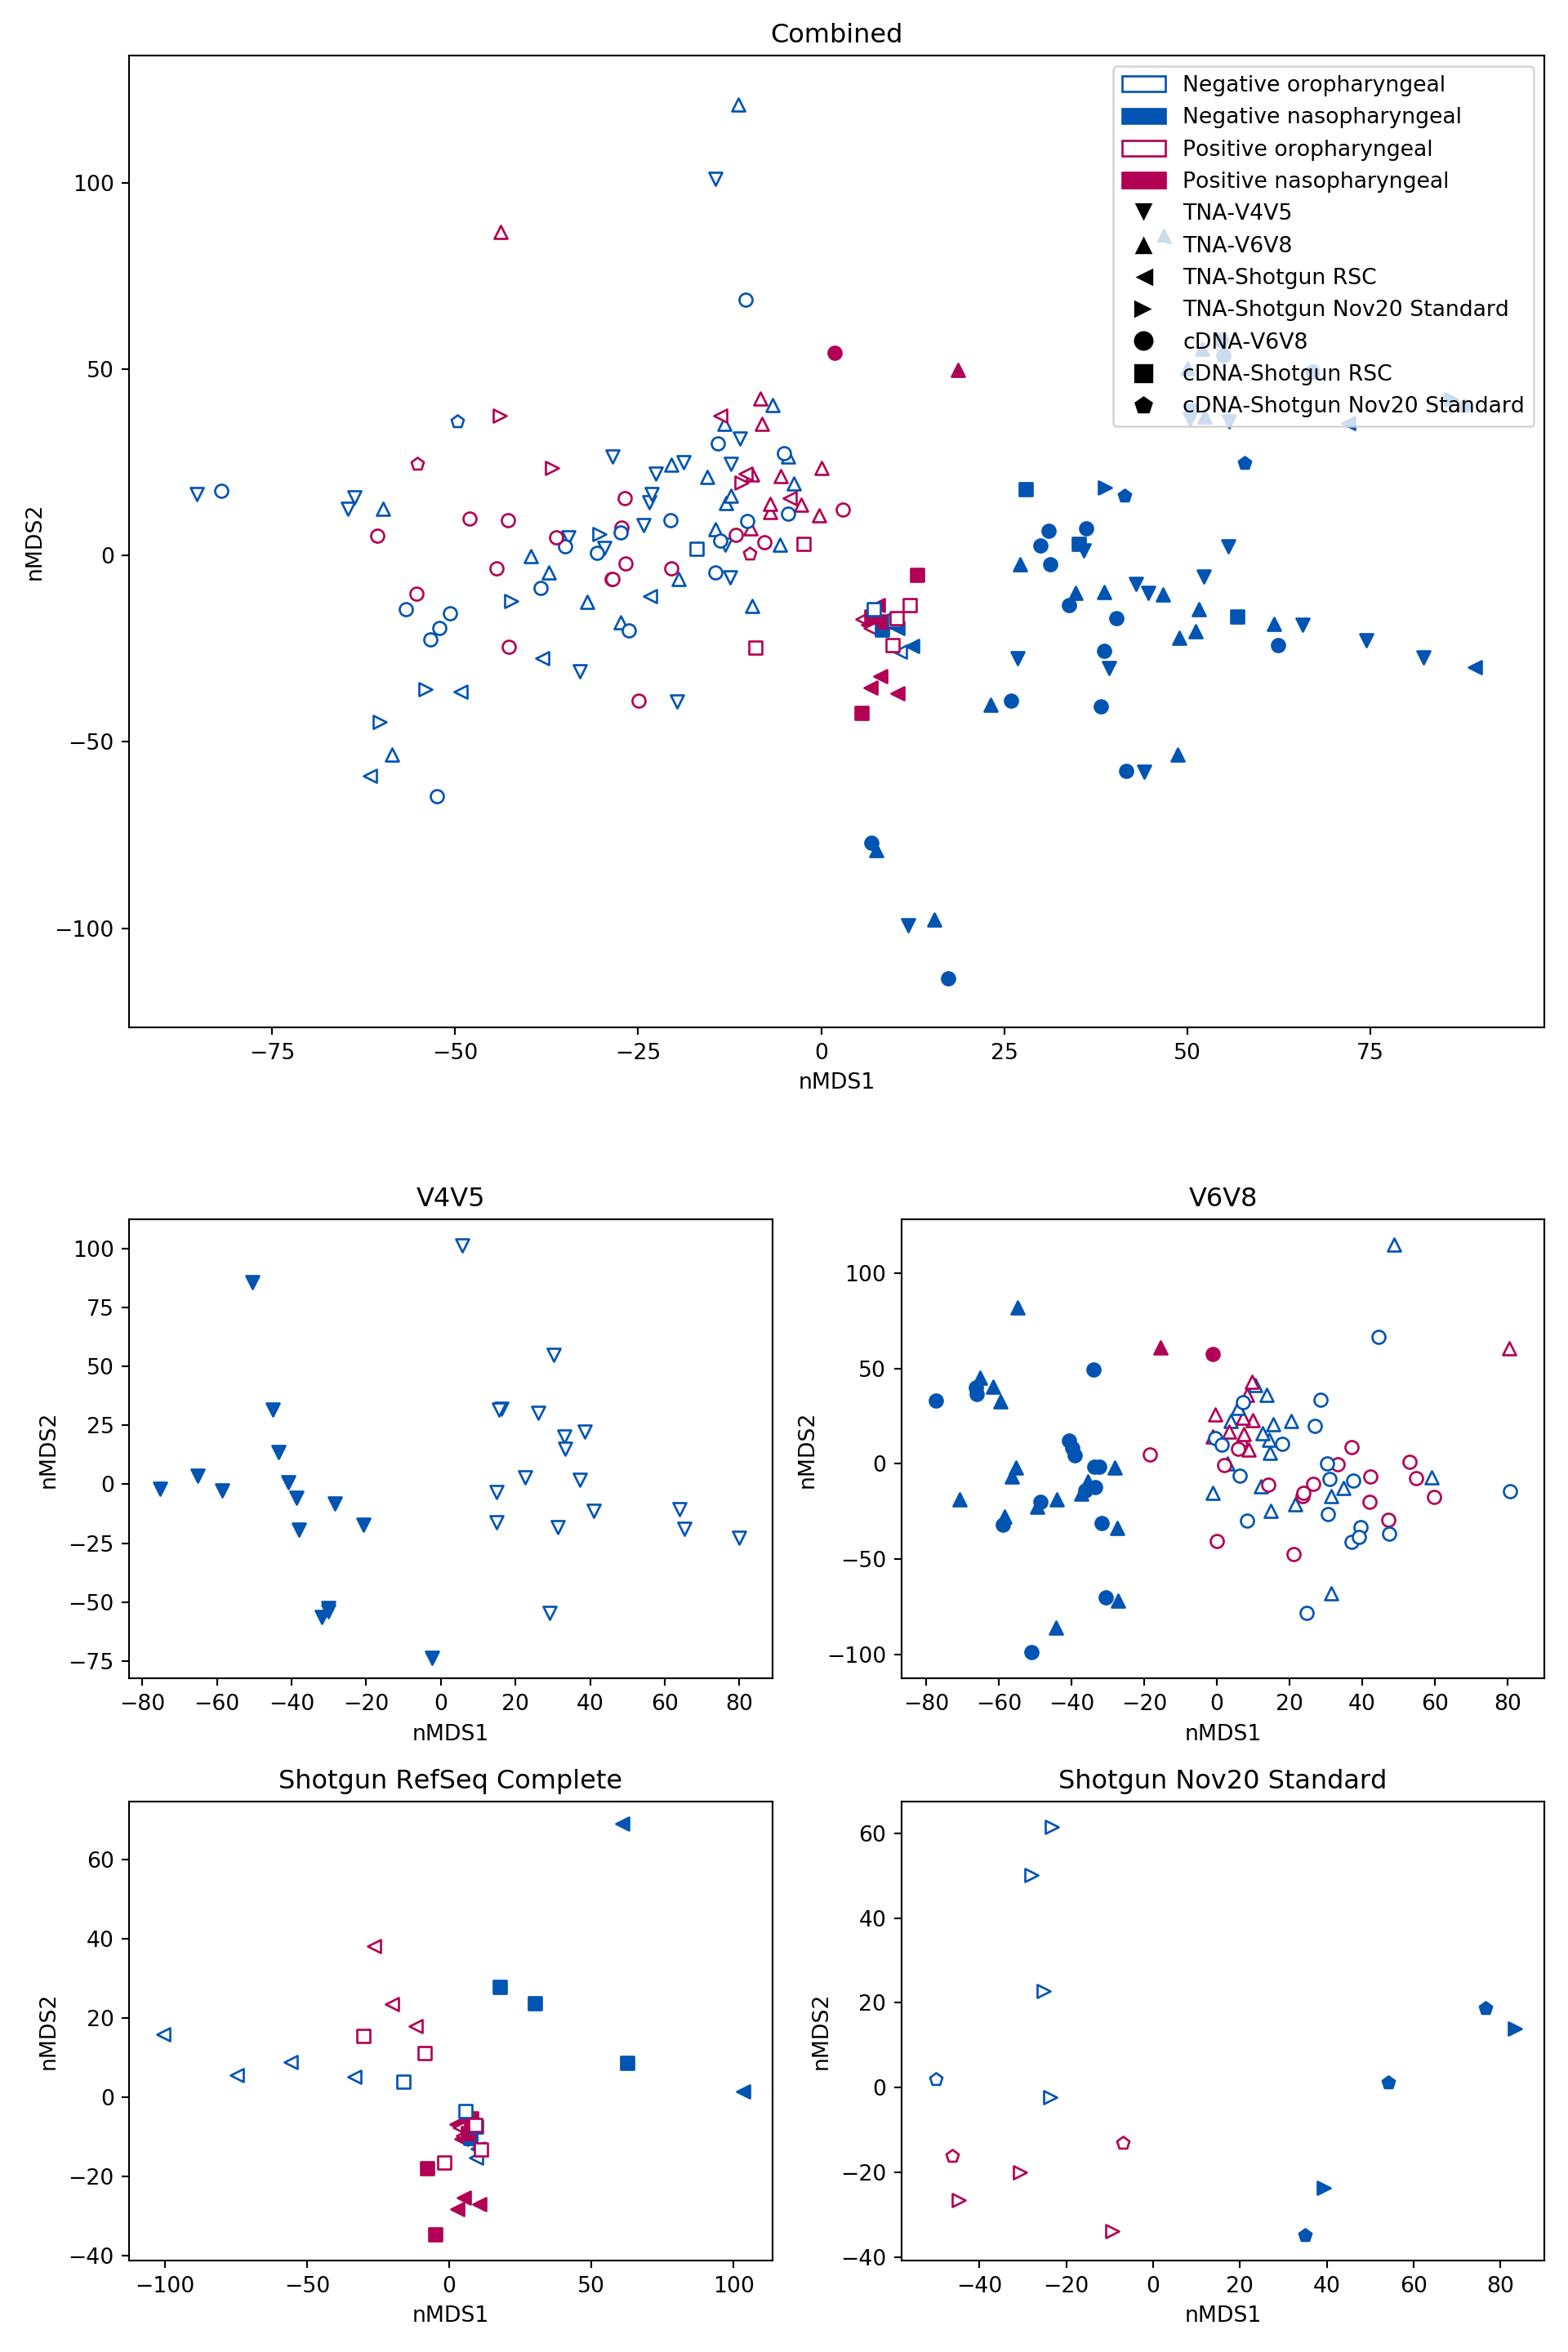 Combined
Negative oropharyngeal
Negative nasopharyngeal
Positive oropharyngeal
Positive nasopharyngeal
TNA-V4V5
TNA-V6V8
TNA-Shotgun RSC
TNA-Shotgun Nov20 Standard
cDNA-V6V8
cDNA-Shotgun RSC
cDNA-Shotgun Nov20 Standard
100
50
0
−50
−100
nMDS2
−75 −50 −25 0 25 50 75
nMDS1
V4V5
100
75
50
25
0
−25
−50
−75
nMDS2
−80 −60 −40 −20 0 20 40 60 80
nMDS1
V6V8
100
50
0
−50
−100
nMDS2
−80 −60 −40 −20 0 20 40 60 80
nMDS1
Shotgun RefSeq Complete
60
40
20
0
−20
−40
nMDS2
−100 −50 0 50 100
nMDS1
Shotgun Nov20 Standard
60
40
20
0
−20
−40
nMDS2
−40 −20 0 20 40 60 80
nMDS1